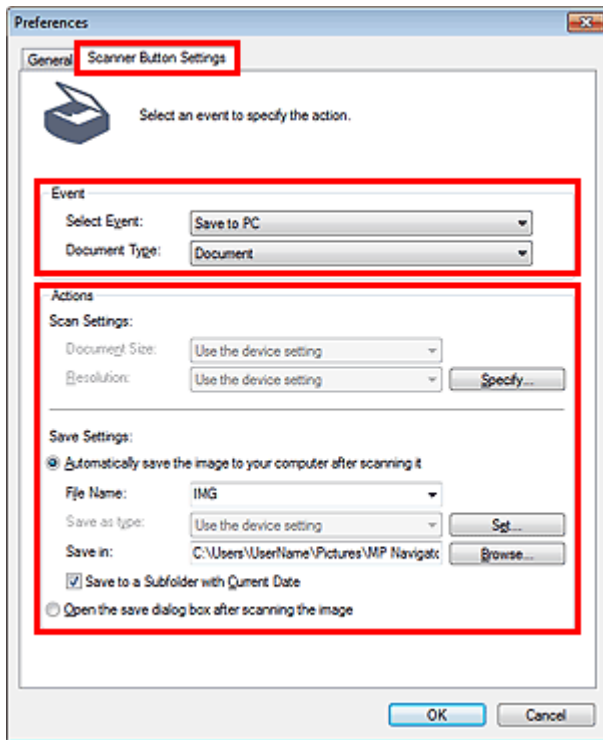 Preferences
General Scanner Button Settings
Select an event to specify the action.
Event
Select Event: Save to PC
Document Type: Document
Actions
Scan Settings:
Document Size: Use the device setting
Resolution: Use the device setting Specify...
Save Settings:
Automatically save the image to your computer after scanning it
File Name: IMG
Save as type: Use the device setting Set...
Save in: C:\Users\UserName\Pictures\MP Navigato Browse...
Save to a Subfolder with Current Date
Open the save dialog box after scanning the image
OK Cancel